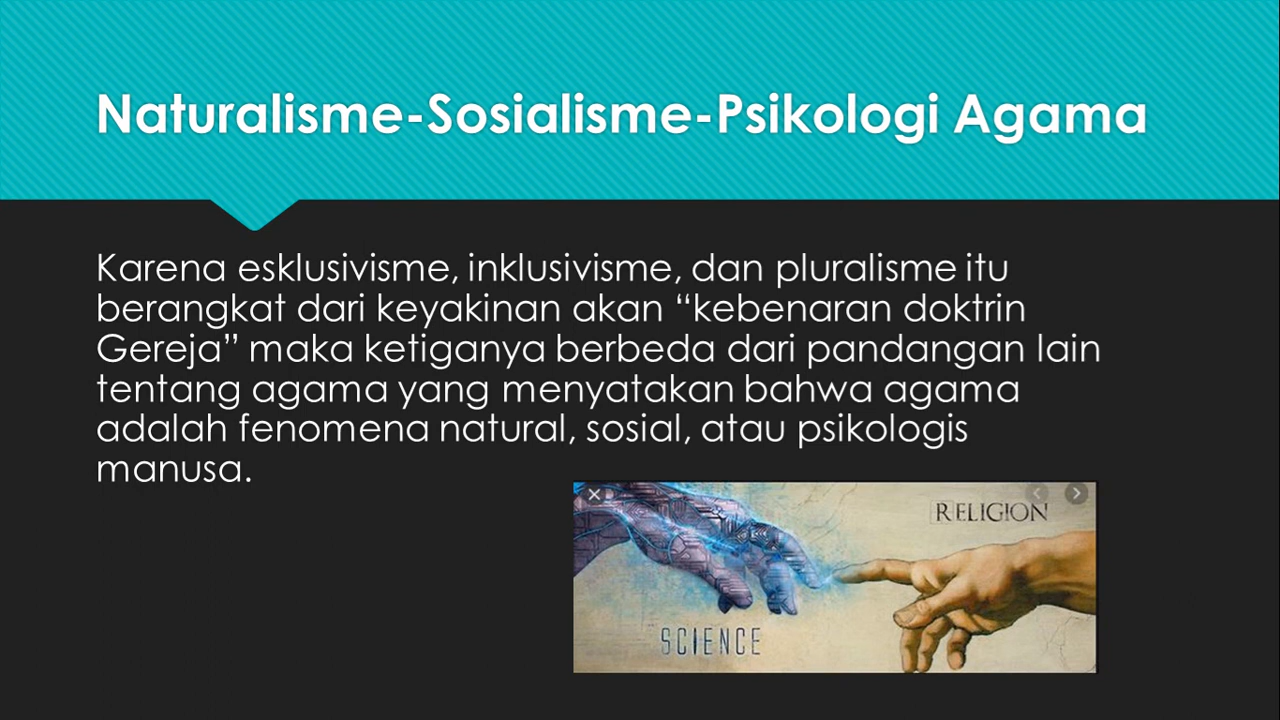 Naturalisme-Sosialisme-Psikologi Agama
Karena esklusivisme, inklusivisme, dan pluralisme itu
berangkat dari keyakinan akan “kebenaran doktrin
Gereja” maka ketiganya berbeda dari pandangan lain
tentang agama yang menyatakan bahwa agama
adalah fenomena natural, sosial, atau psikologis
manusa.
RELIGION
SCIENCE